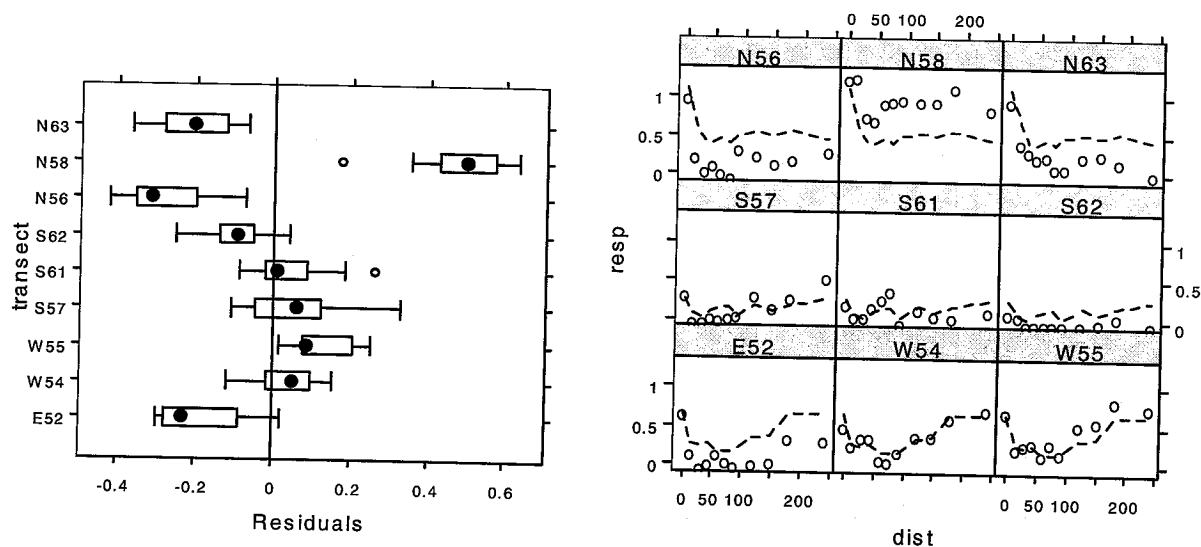 N63
N58
N56
S62
S61
S57
W55
W54
E52
transect
-0.4 -0.2 0 0.2 0.4 0.6
Residuals
0 50 100 200
N56 N58 N63
1
0.5
0
S57 S61 S62
1
0.5
0
E52 W54 W55
1
0.5
0
resp
0 50 100 200 0 50 100 200
dist